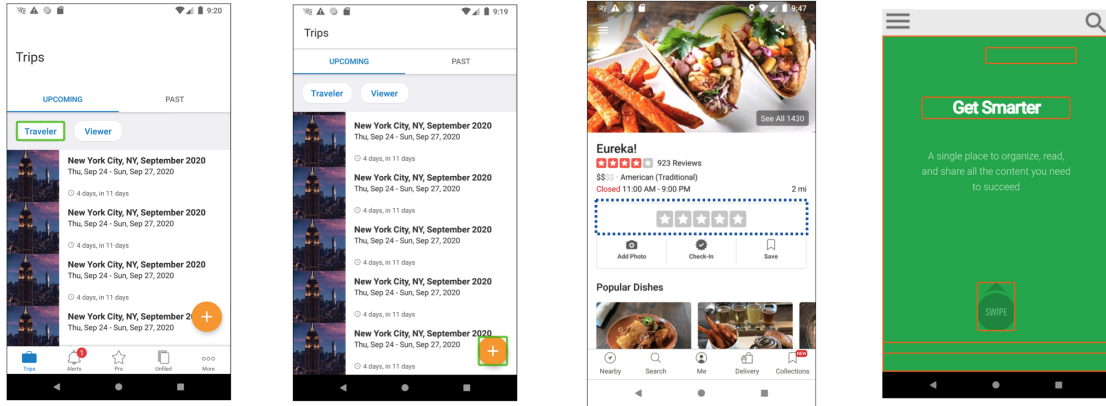 9:20
Trips
UPCOMING PAST
Traveler Viewer
New York City, NY, September 2020
Thu, Sep 24 - Sun, Sep 27, 2020
4 days, in 11 days
New York City, NY, September 2020
Thu, Sep 24 - Sun, Sep 27, 2020
4 days, in 11 days
New York City, NY, September 2020
Thu, Sep 24 - Sun, Sep 27, 2020
4 days, in 11 days
New York City, NY, September 2
Thu, Sep 24 - Sun, Sep 27, 2020
1
Trips Alerts Pro Unfiled More
9:19
Trips
UPCOMING PAST
Traveler Viewer
New York City, NY, September 2020
Thu, Sep 24 - Sun, Sep 27, 2020
4 days, in 11 days
New York City, NY, September 2020
Thu, Sep 24 - Sun, Sep 27, 2020
4 days, in 11 days
New York City, NY, September 2020
Thu, Sep 24 - Sun, Sep 27, 2020
4 days, in 11 days
New York City, NY, September 2020
Thu, Sep 24 - Sun, Sep 27, 2020
4 days, in 11 days
New York City, NY, September 2020
Thu, Sep 24 - Sun, Sep 27, 2020
4 days, in 11 days
9:47
See All 1430
Eureka!
923 Reviews
$$$$ · American (Traditional)
Closed 11:00 AM - 9:00 PM 2 mi
Add Photo Check-In Save
Popular Dishes
NEW
Nearby Search Me Delivery Collections
Get Smarter
A single place to organize, read,
and share all the content you need
to succeed
SWIPE